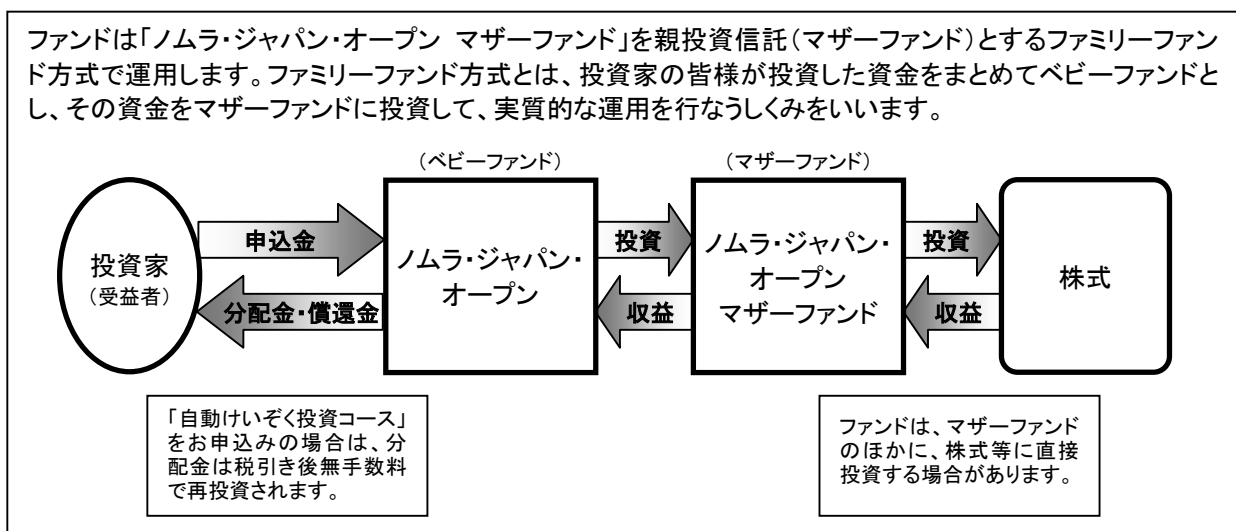 ファンドは「ノムラ・ジャパン・オープン マザーファンド」を親投資信託(マザーファンド)とするファミリーファン
ド方式で運用します。ファミリーファンド方式とは、投資家の皆様が投資した資金をまとめてベビーファンドと
し、その資金をマザーファンドに投資して、実質的な運用を行なうしくみをいいます。
(ベビーファンド)
(マザーファンド)
投資家
(受益者)
申込金
分配金・償還金
ノムラ・ジャパン・
オープン
投資
収益
ノムラ・ジャパン・
オープン
マザーファンド
投資
収益
株式
「自動けいぞく投資コース」
をお申込みの場合は、分
配金は税引き後無手数料
で再投資されます。
ファンドは、マザーファンド
のほかに、株式等に直接
投資する場合があります。